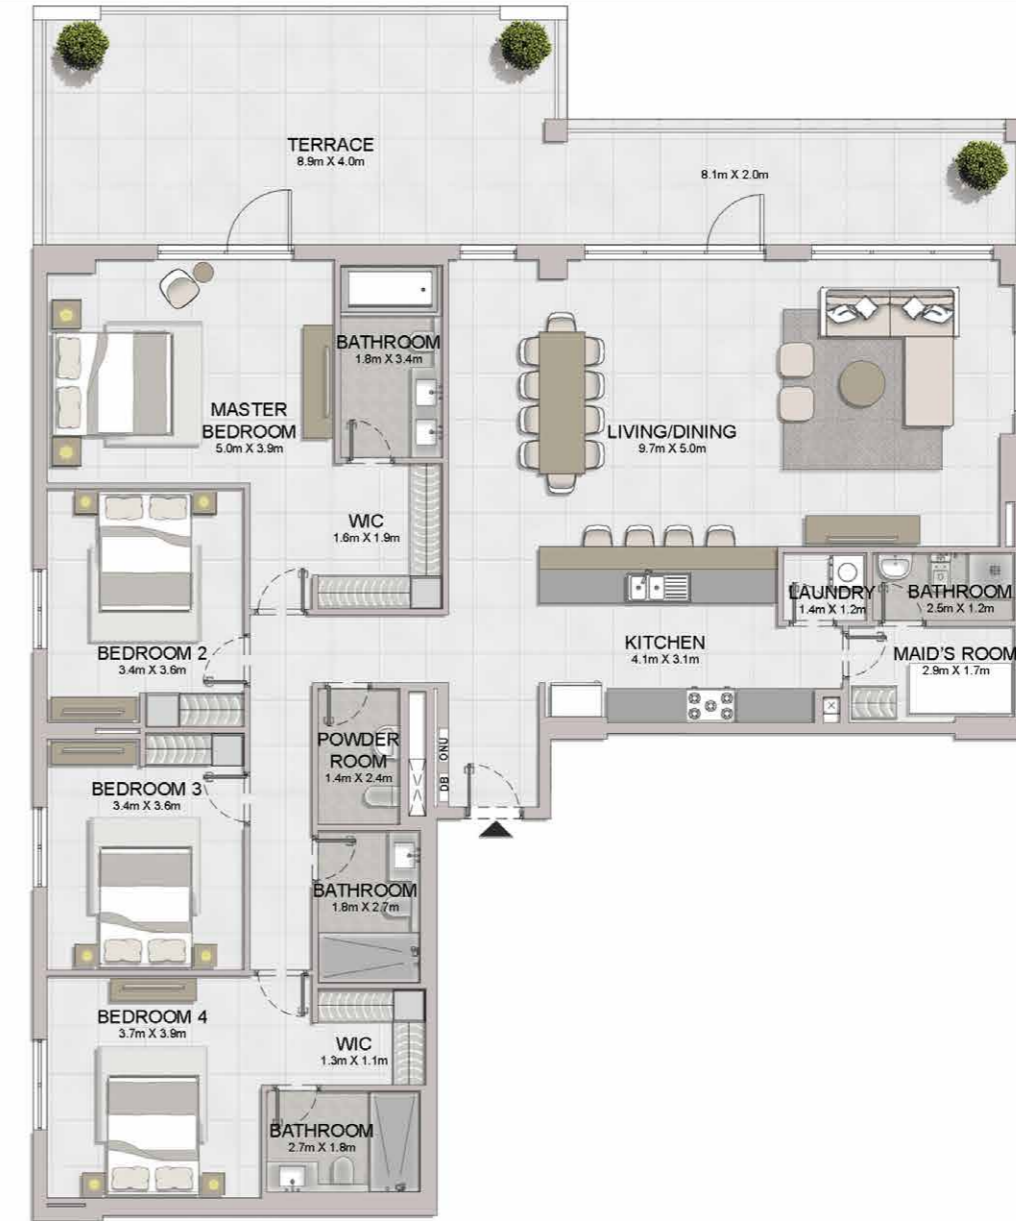 TERRACE
8.9m X 4.0m
8.1m X 2.0m
BATHROOM
1.8m X 3.4m
MASTER
BEDROOM
5.0m X 3.9m
LIVING/DINING
9.7m X 5.0m
WIC
1.6m X 1.9m
LAUNDRY
1.4m X 1.2m
BATHROOM
2.5m X 1.2m
KITCHEN
4.1m X 3.1m
MAID'S ROOM
2.9m X 1.7m
BEDROOM 2
3.4m X 3.6m
POWDER
ROOM
1.4m X 2.4m
DB ONU
BEDROOM 3
3.4m X 3.6m
BATHROOM
1.8m X 2.7m
BEDROOM 4
3.7m X 3.9m
WIC
1.3m X 1.1m
BATHROOM
2.7m X 1.8m